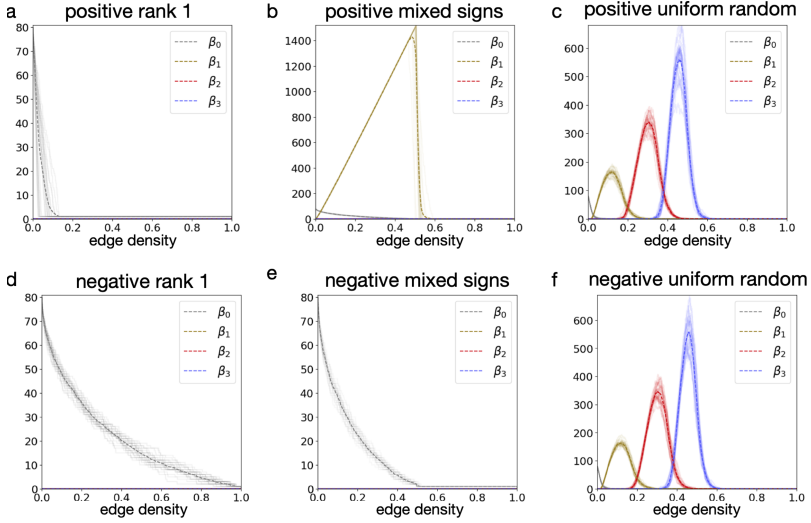 a positive rank 1
80
70
60
50
40
30
20
10
0
0.0 0.2 0.4 0.6 0.8 1.0
edge density
β0
β1
β2
β3
b positive mixed signs
1400
1200
1000
800
600
400
200
0
0.0 0.2 0.4 0.6 0.8 1.0
edge density
β0
β1
β2
β3
c positive uniform random
600
500
400
300
200
100
0
0.0 0.2 0.4 0.6 0.8 1.0
edge density
β0
β1
β2
β3
d negative rank 1
80
70
60
50
40
30
20
10
0
0.0 0.2 0.4 0.6 0.8 1.0
edge density
β0
β1
β2
β3
e negative mixed signs
80
70
60
50
40
30
20
10
0
0.0 0.2 0.4 0.6 0.8 1.0
edge density
β0
β1
β2
β3
f negative uniform random
600
500
400
300
200
100
0
0.0 0.2 0.4 0.6 0.8 1.0
edge density
β0
β1
β2
β3